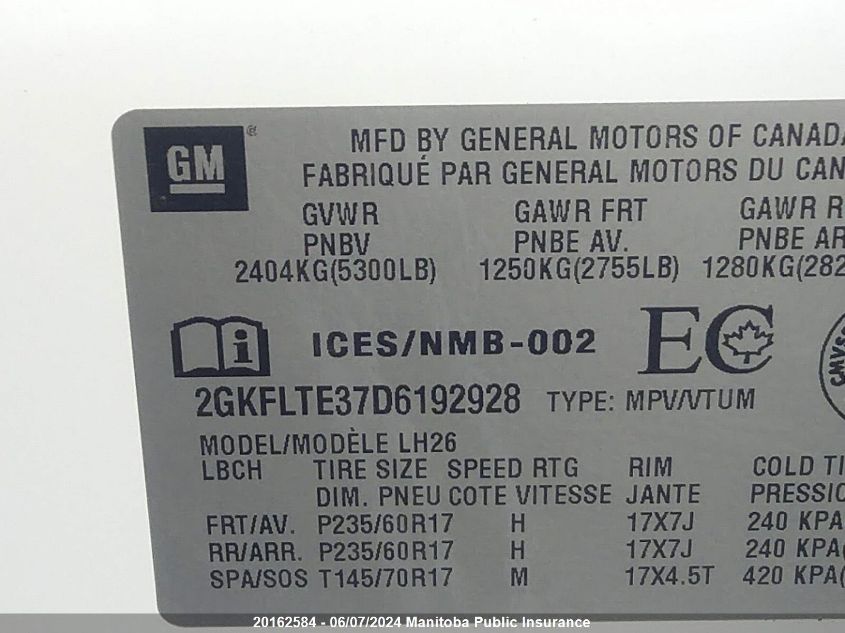 GM ®
MFD BY GENERAL MOTORS OF CANADA
FABRIQUÉ PAR GENERAL MOTORS DU CAN
GVWR GAWR FRT GAWR R
PNBV PNBE AV. PNBE AR
2404KG(5300LB) 1250KG(2755LB) 1280KG(282
ICES/NMB-002 EC
2GKFLTE37D6192928 TYPE: MPV/VTUM
MODEL/MODÈLE LH26
LBCH TIRE SIZE SPEED RTG RIM COLD TI
DIM. PNEU COTE VITESSE JANTE PRESSIO
FRT/AV. P235/60R17 H 17X7J 240 KPA
RR/ARR. P235/60R17 H 17X7J 240 KPA(
SPA/SOS T145/70R17 M 17X4.5T 420 KPA(
20162584 - 06/07/2024 Manitoba Public Insurance